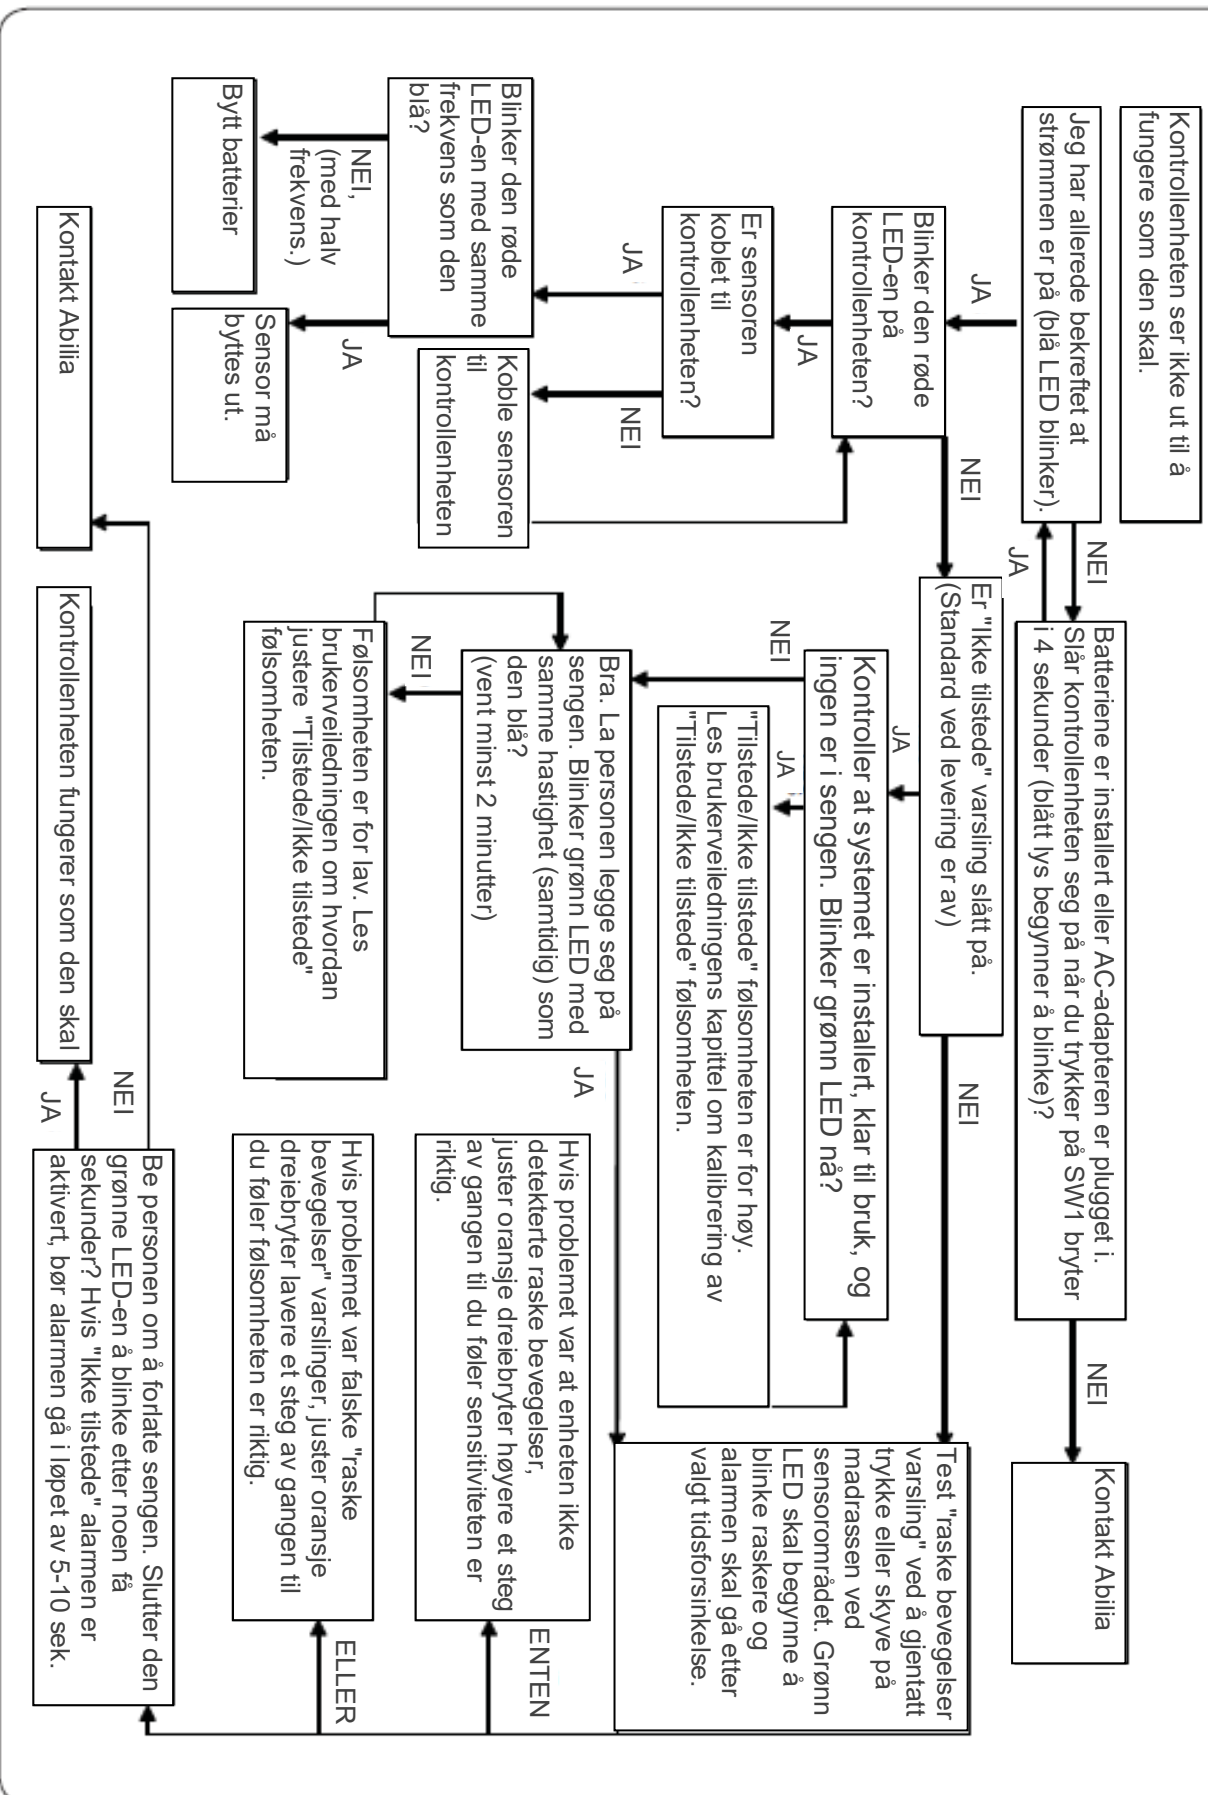 Kontrollenheten ser ikke ut til å
fungere som den skal.
Jeg har allerede bekreftet at
strømmen er på (blå LED blinker).
NEI
JA
Batteriene er installert eller AC-adapteren er plugget i.
Slår kontrollenheten seg på når du trykker på SW1 bryter
i 4 sekunder (blått lys begynner å blinke)?
NEI
Kontakt Abilia
JA
Blinker den røde
LED-en på
kontrollenheten?
NEI
Er "Ikke tilstede" varsling slått på.
(Standard ved levering er av)
NEI
JA
JA
Er sensoren
koblet til
kontrollenheten?
Kontroller at systemet er installert, klar til bruk, og
ingen er i sengen. Blinker grønn LED nå?
NEI
JA
"Tilstede/Ikke tilstede" følsomheten er for høy.
Les brukerveiledningens kapittel om kalibrering av
"Tilstede/Ikke tilstede" følsomheten.
Test "raske bevegelser
varsling" ved å gjentatt
trykke eller skyve på
madrassen ved
sensorområdet. Grønn
LED skal begynne å
blinke raskere og
alarmen skal gå etter
valgt tidsforsinkelse.
JA
NEI
Blinker den røde
LED-en med samme
frekvens som den
blå?
Koble sensoren
til
kontrollenheten
Bra. La personen legge seg på
sengen. Blinker grønn LED med
samme hastighet (samtidig) som
den blå?
(vent minst 2 minutter)
JA
NEI
Hvis problemet var at enheten ikke
detekterte raske bevegelser,
juster oransje dreiebryter høyere et steg
av gangen til du føler sensitiviteten er
riktig.
ENTEN
NEI,
(med halv
frekvens.)
JA
Følsomheten er for lav. Les
brukerveiledningen om hvordan
justere "Tilstede/Ikke tilstede"
følsomheten.
Hvis problemet var falske "raske
bevegelser" varslinger, juster oransje
dreiebryter lavere et steg av gangen til
du føler følsomheten er riktig.
ELLER
Bytt batterier
Sensor må
byttes ut.
Be personen om å forlate sengen. Slutter den
grønne LED-en å blinke etter noen få
sekunder? Hvis "Ikke tilstede" alarmen er
aktivert, bør alarmen gå i løpet av 5-10 sek.
NEI
JA
Kontakt Abilia
Kontrollenheten fungerer som den skal